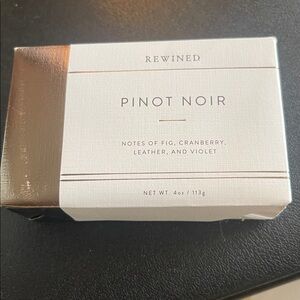 REWINED
PINOT NOIR
NOTES OF FIG, CRANBERRY,
LEATHER, AND VIOLET
NET WT. 4oz / 113g